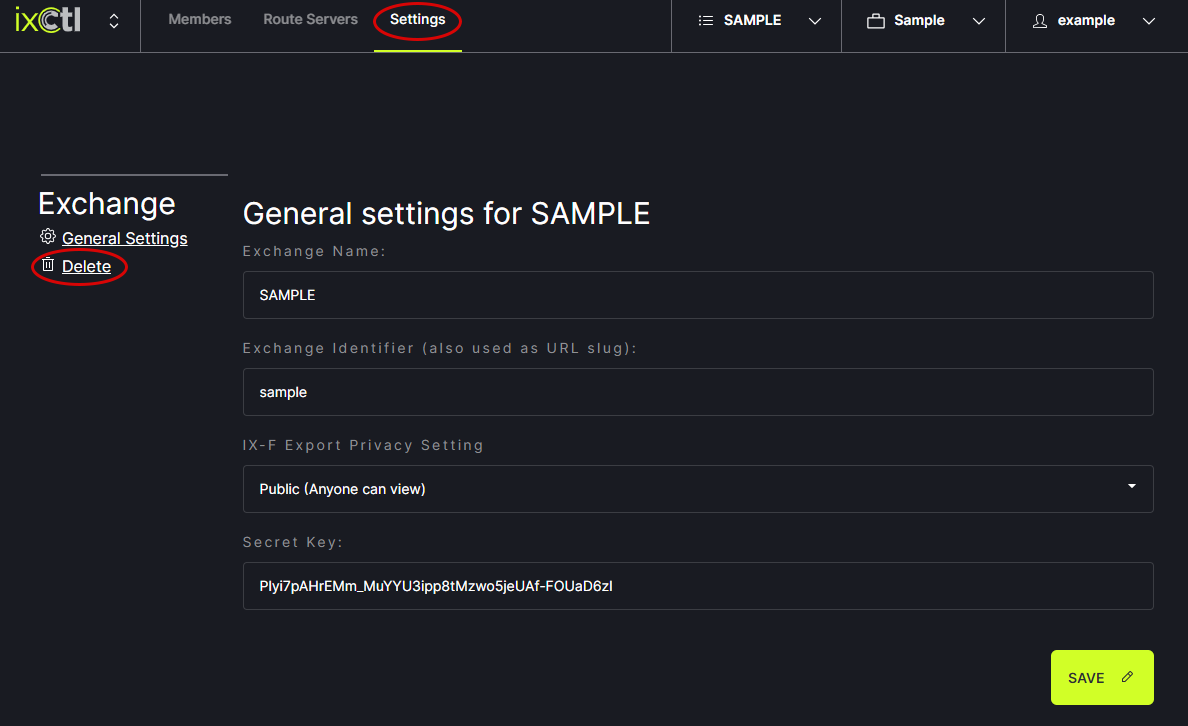 ixCtl
Members Route Servers Settings SAMPLE Sample example
Exchange
General Settings
Delete
General settings for SAMPLE
Exchange Name:
SAMPLE
Exchange Identifier (also used as URL slug):
sample
IX-F Export Privacy Setting
Public (Anyone can view)
Secret Key:
PIyi7pAHrEMm_MuYYU3ipp8tMzwo5jeUAf-FOUaD6zI
SAVE